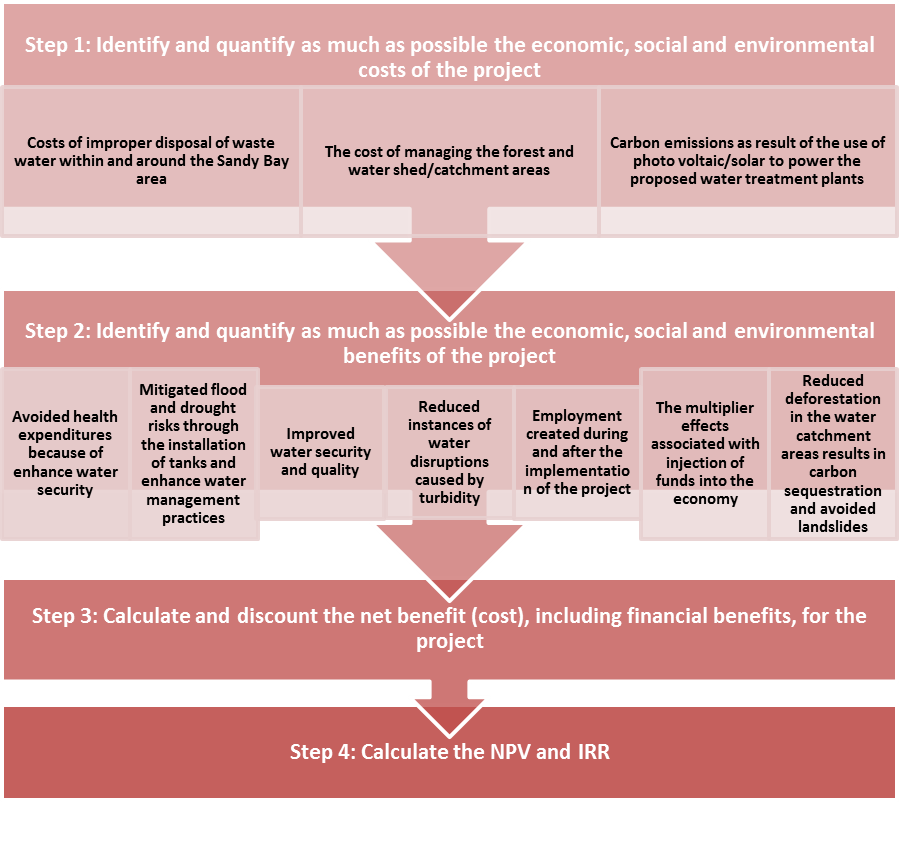 Step 1: Identify and quantify as much as possible the economic, social and environmental
costs of the project
Costs of improper disposal of waste
water within and around the Sandy Bay
area
The cost of managing the forest and
water shed/catchment areas
Carbon emissions as result of the use of
photo voltaic/solar to power the
proposed water treatment plants
Step 2: Identify and quantify as much as possible the economic, social and environmental
benefits of the project
Avoided health
expenditures
because of
enhance water
security
Mitigated flood
and drought
risks through
the installation
of tanks and
enhance water
management
practices
Improved
water security
and quality
Reduced
instances of
water
disruptions
caused by
turbidity
Employment
created during
and after the
implementatio
n of the project
The multiplier
effects
associated with
injection of
funds into the
economy
Reduced
deforestation
in the water
catchment
areas results in
carbon
sequestration
and avoided
landslides
Step 3: Calculate and discount the net benefit (cost), including financial benefits, for the
project
Step 4: Calculate the NPV and IRR